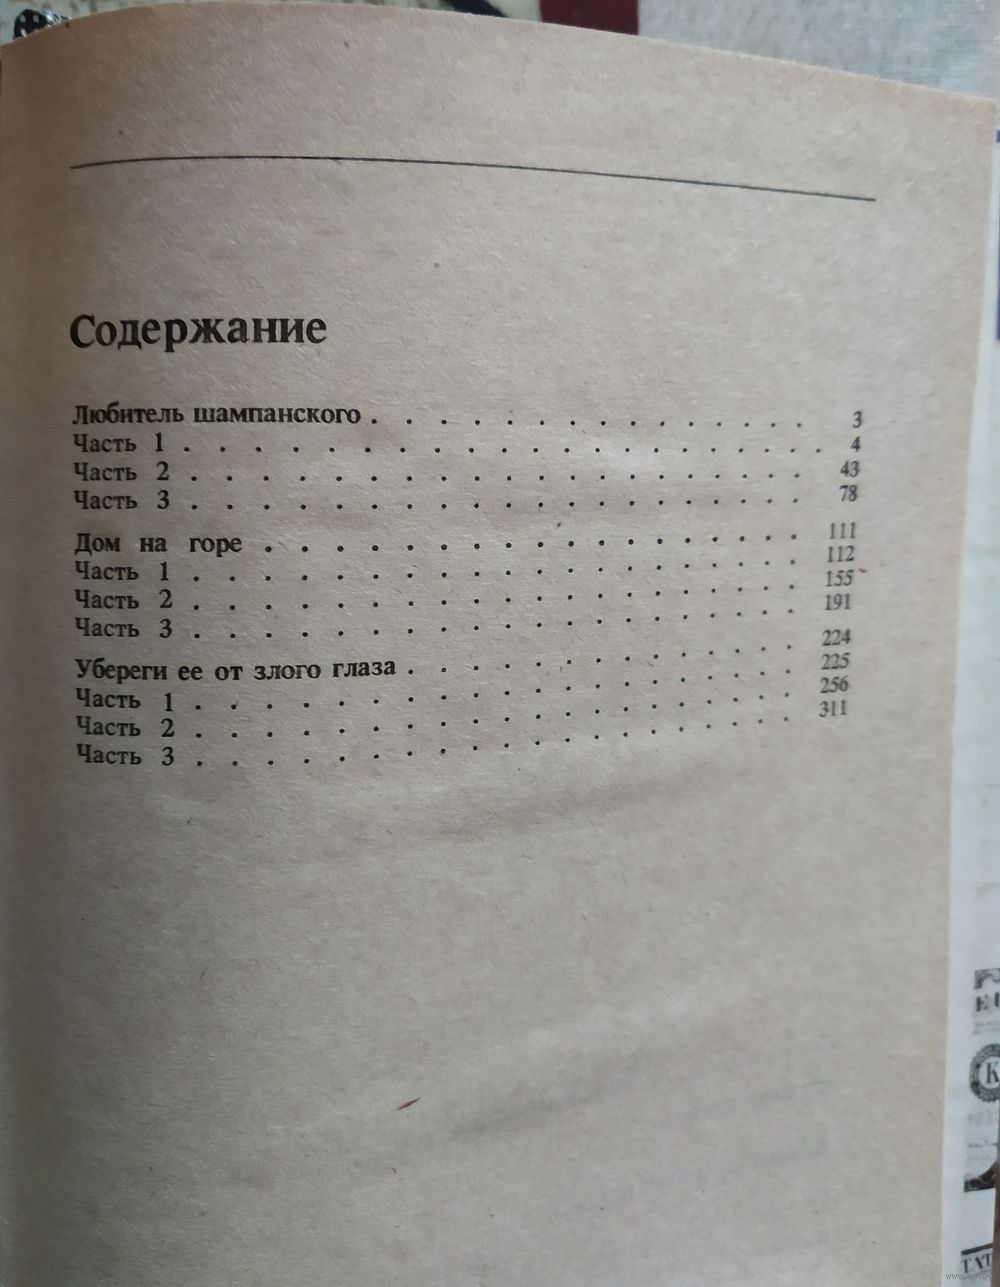 Содержание
Любитель шампанского . . . . . . . . . . . . . 3
Часть 1 . . . . . . . . . . . . . . . . . . . 4
Часть 2 . . . . . . . . . . . . . . . . . . 43
Часть 3 . . . . . . . . . . . . . . . . . . 78
Дом на горе . . . . . . . . . . . . . . . . 111
Часть 1 . . . . . . . . . . . . . . . . . . 112
Часть 2 . . . . . . . . . . . . . . . . . . 155
Часть 3 . . . . . . . . . . . . . . . . . . 191
Убереги ее от злого глаза . . . . . . . . . . . . 224
Часть 1 . . . . . . . . . . . . . . . . . . 225
Часть 2 . . . . . . . . . . . . . . . . . . 256
Часть 3 . . . . . . . . . . . . . . . . . . 311
К